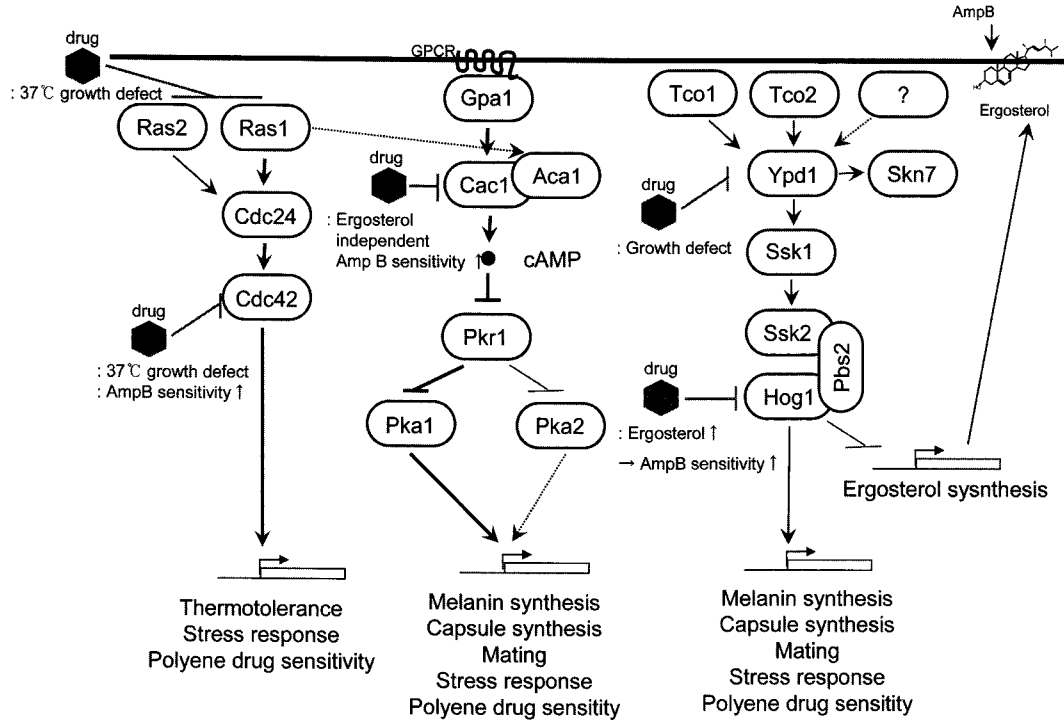 AmpB
drug
: 37℃ growth defect
GPCR
Ergosterol
Ras2
Ras1
Gpa1
Tco1
Tco2
?
drug
Cac1
Aca1
Ypd1
Skn7
drug
Cdc24
: Ergosterol
independent
Amp B sensitivity ↑
cAMP
: Growth defect
Ssk1
drug
Cdc42
: 37℃ growth defect
: AmpB sensitivity ↑
Pkr1
Ssk2
Pbs2
drug
Hog1
: Ergosterol ↑
→ AmpB sensitivity ↑
Pka1
Pka2
Ergosterol sysnthesis
Thermotolerance
Stress response
Polyene drug sensitivity
Melanin synthesis
Capsule synthesis
Mating
Stress response
Polyene drug sensitity
Melanin synthesis
Capsule synthesis
Mating
Stress response
Polyene drug sensitity